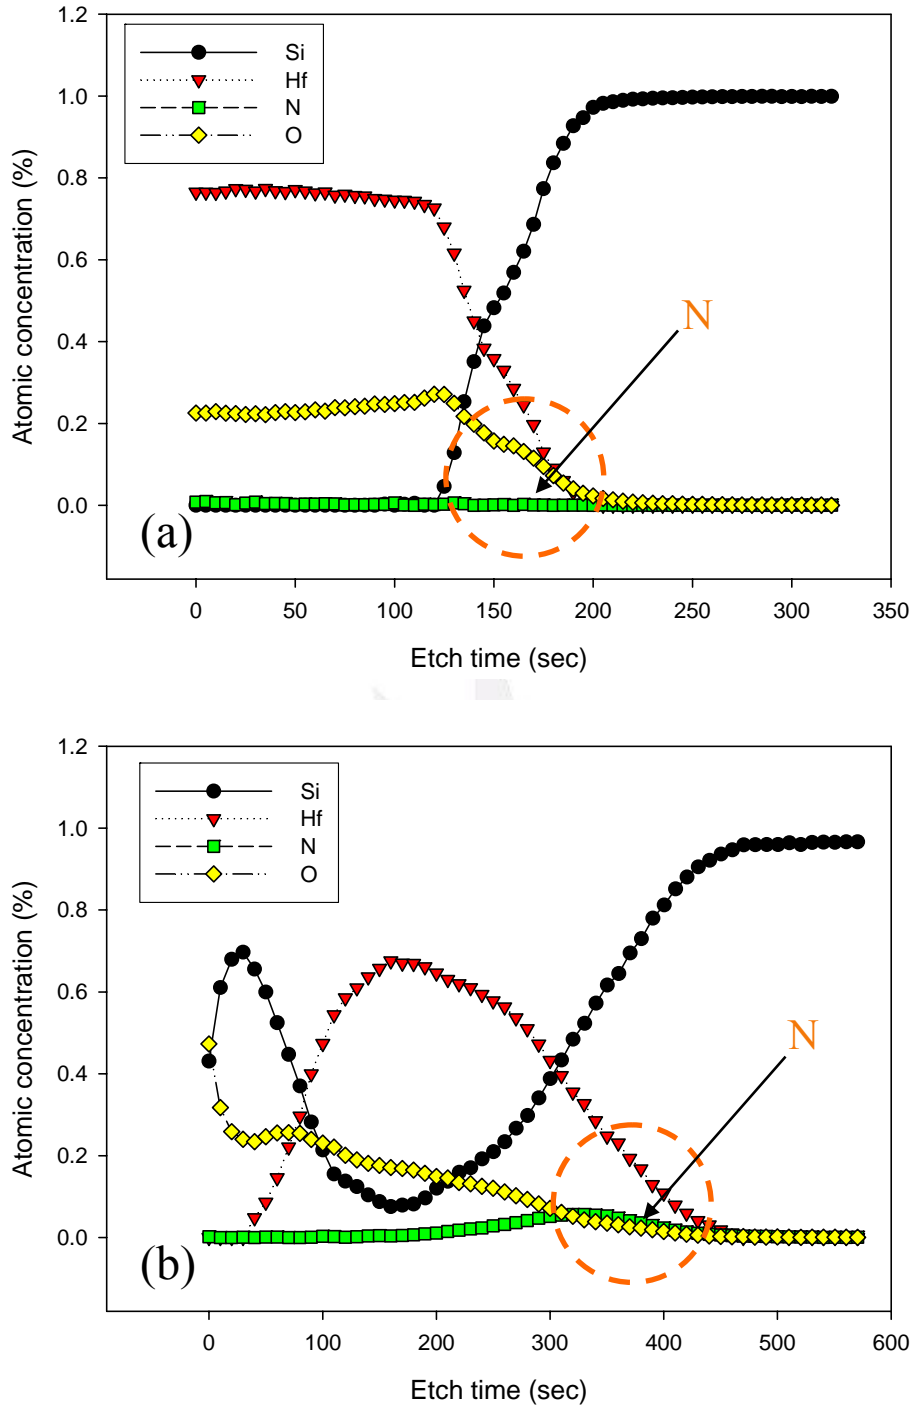 1.2
1.0
0.8
0.6
0.4
0.2
0.0
Atomic concentration (%)
Si
Hf
N
O
N
(a)
0 50 100 150 200 250 300 350
Etch time (sec)
1.2
1.0
0.8
0.6
0.4
0.2
0.0
Atomic concentration (%)
Si
Hf
N
O
N
(b)
0 100 200 300 400 500 600
Etch time (sec)